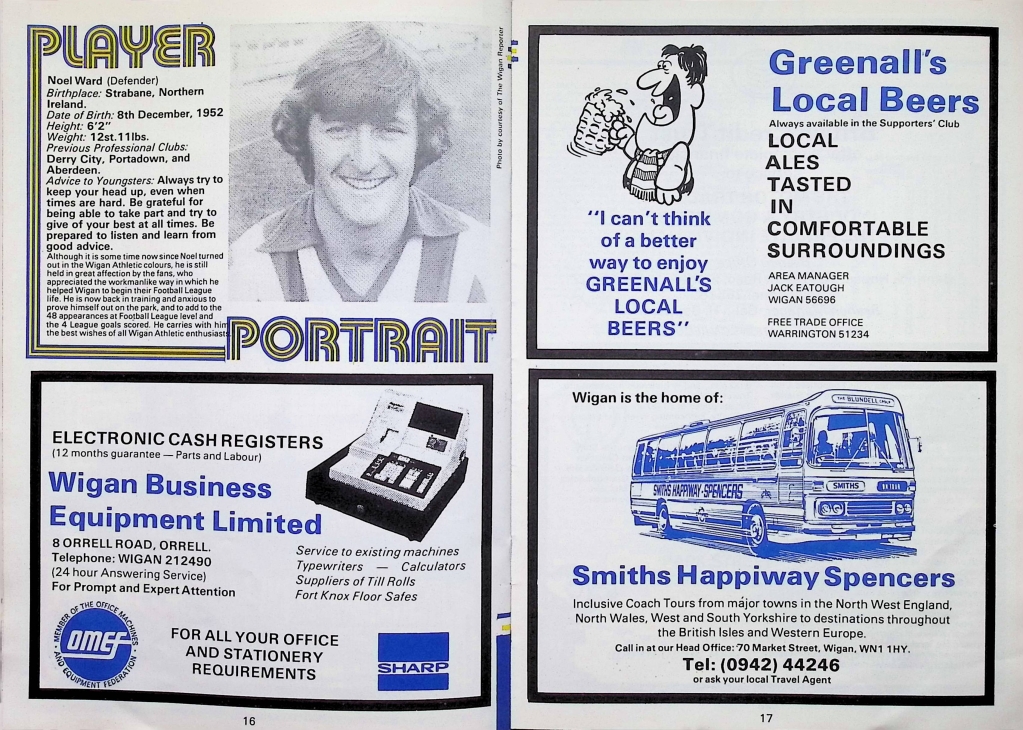 PLAYER
Noel Ward (Defender)
Birthplace: Strabane, Northern
Ireland.
Date of Birth: 8th December, 1952
Height: 6'2"
Weight: 12st.11lbs.
Previous Professional Clubs:
Derry City, Portadown, and
Aberdeen.
Advice to Youngsters: Always try to
keep your head up, even when
times are hard. Be grateful for
being able to take part and try to
give of your best at all times. Be
prepared to listen and learn from
good advice.
Although it is some time now since Noel turned
out in the Wigan Athletic colours, he is still
held in great affection by the fans, who
appreciated the workmanlike way in which he
helped Wigan to begin their Football League
life. He is now back in training and anxious to
prove himself out on the park, and to add to the
48 appearances at Football League level and
the 4 League goals scored. He carries with him
the best wishes of all Wigan Athletic enthusiasts
PORTRAIT
Photo by courtesy of The Wigan Reporter
ELECTRONIC CASH REGISTERS
(12 months guarantee — Parts and Labour)
Wigan Business
Equipment Limited
8 ORRELL ROAD, ORRELL.
Telephone: WIGAN 212490
(24 hour Answering Service)
For Prompt and Expert Attention
Service to existing machines
Typewriters — Calculators
Suppliers of Till Rolls
Fort Knox Floor Safes
MEMBER OF THE OFFICE MACHINES
OMEF
AND EQUIPMENT FEDERATION
FOR ALL YOUR OFFICE
AND STATIONERY
REQUIREMENTS
SHARP
16
Greenall's
Local Beers
Always available in the Supporters' Club
LOCAL
ALES
TASTED
IN
COMFORTABLE
SURROUNDINGS
AREA MANAGER
JACK EATOUGH
WIGAN 56696
FREE TRADE OFFICE
WARRINGTON 51234
"I can't think
of a better
way to enjoy
GREENALL'S
LOCAL
BEERS"
Wigan is the home of:
THE BLUNDELL
SMITHS HAPPIWAY-SPENCERS
SMITHS
Smiths Happiway Spencers
Inclusive Coach Tours from major towns in the North West England,
North Wales, West and South Yorkshire to destinations throughout
the British Isles and Western Europe.
Call in at our Head Office: 70 Market Street, Wigan, WN1 1HY.
Tel: (0942) 44246
or ask your local Travel Agent
17